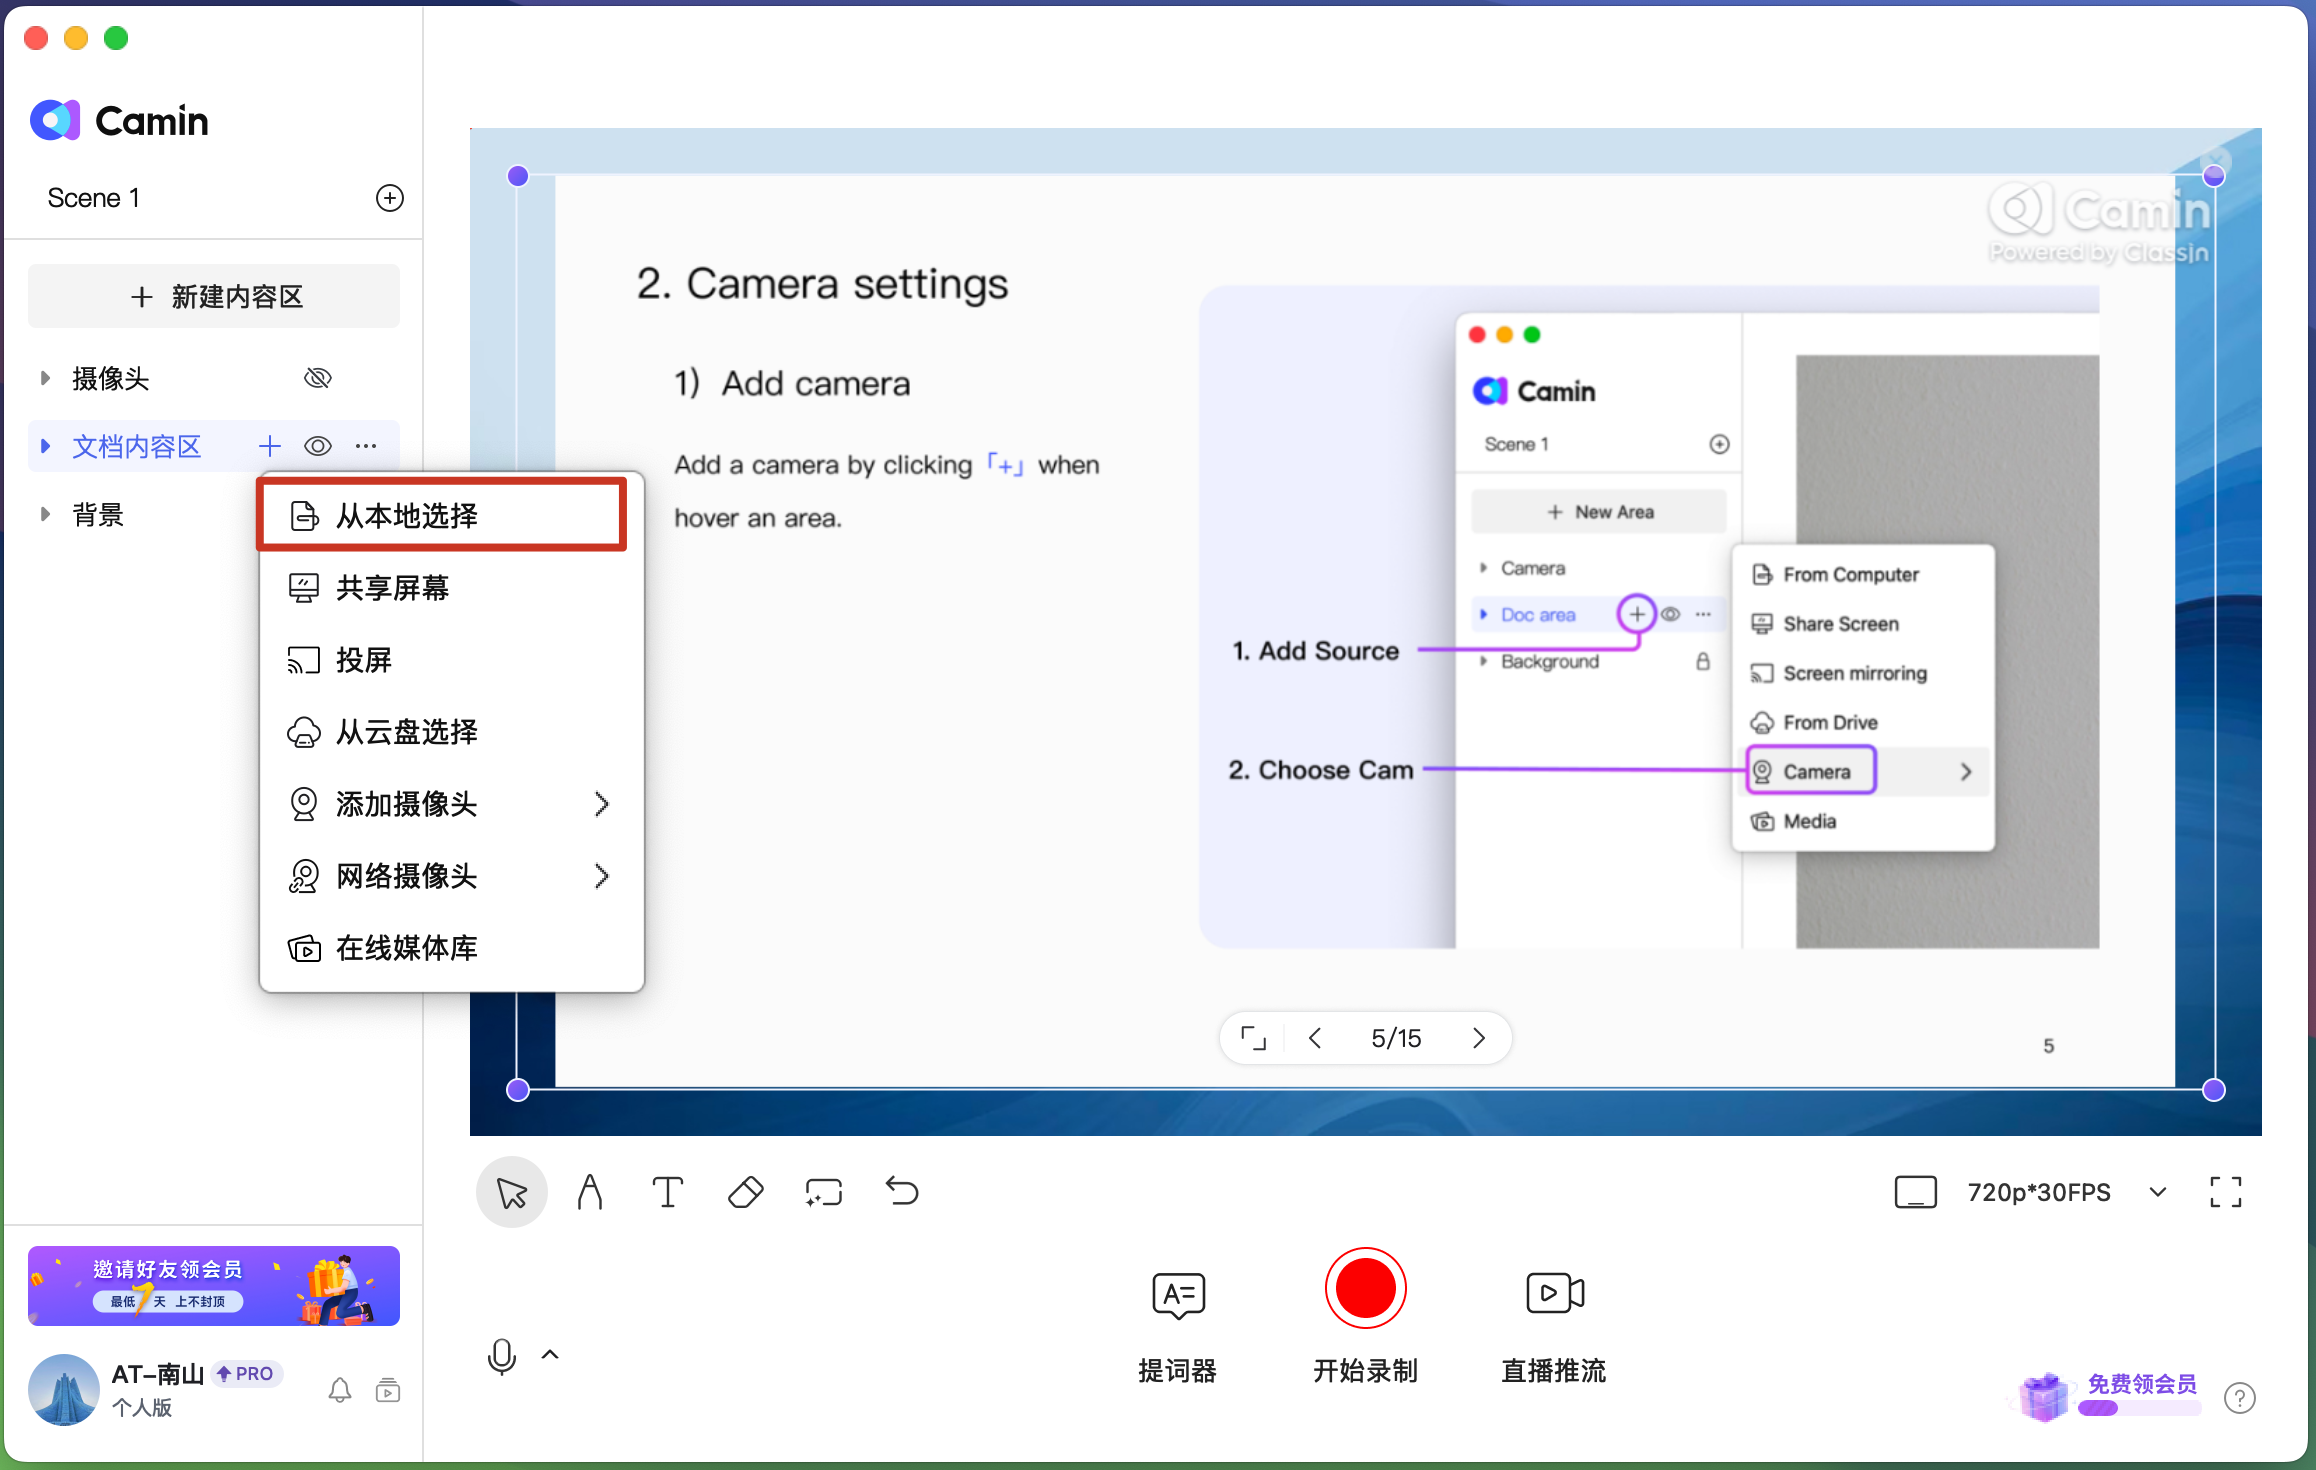 Camin
Scene 1
新建内容区
摄像头
文档内容区
背景
从本地选择
共享屏幕
投屏
从云盘选择
添加摄像头
网络摄像头
在线媒体库
邀请好友领会员
最低7天 上不封顶
AT-南山 PRO
个人版
Camin
Powered by ClassIn
2. Camera settings
1) Add camera
Add a camera by clicking「+」when
hover an area.
Camin
Scene 1
New Area
Camera
Doc area
Background
1. Add Source
2. Choose Cam
From Computer
Share Screen
Screen mirroring
From Drive
Camera
Media
5/15
5
720p*30FPS
提词器
开始录制
直播推流
免费领会员